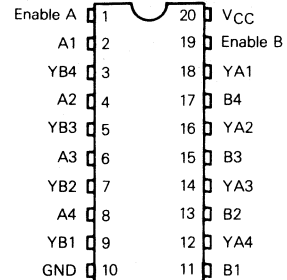 Enable A 1 20 VCC
A1 2 19 Enable B
YB4 3 18 YA1
A2 4 17 B4
YB3 5 16 YA2
A3 6 15 B3
YB2 7 14 YA3
A4 8 13 B2
YB1 9 12 YA4
GND 10 11 B1